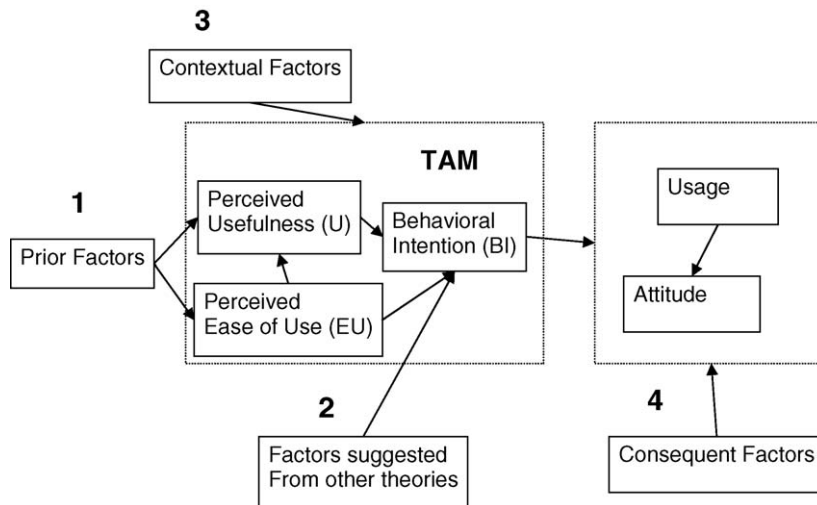 3
Contextual Factors
TAM
1
Perceived
Usefulness (U)
Behavioral
Intention (BI)
Usage
Prior Factors
Perceived
Ease of Use (EU)
Attitude
2
4
Factors suggested
From other theories
Consequent Factors